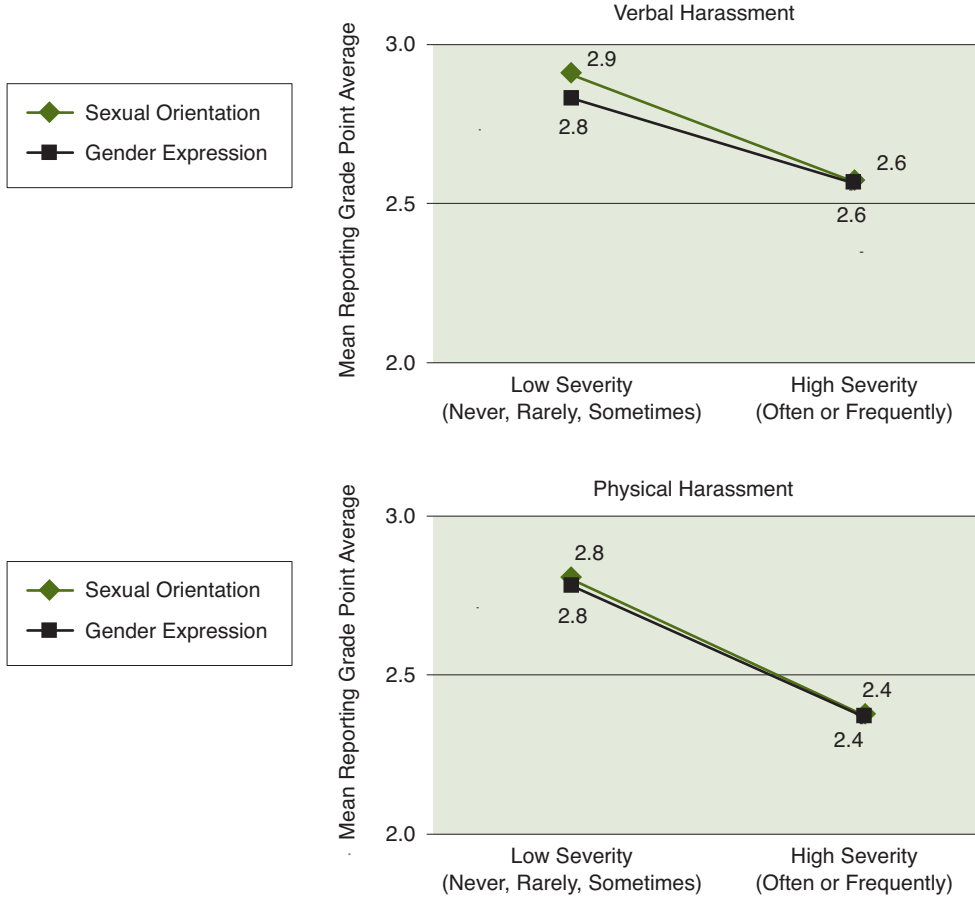 Verbal Harassment
Mean Reporting Grade Point Average
3.0
2.5
2.0
Sexual Orientation
Gender Expression
2.9
2.8
2.6
2.6
Low Severity
(Never, Rarely, Sometimes)
High Severity
(Often or Frequently)
Physical Harassment
Mean Reporting Grade Point Average
3.0
2.5
2.0
Sexual Orientation
Gender Expression
2.8
2.8
2.4
2.4
Low Severity
(Never, Rarely, Sometimes)
High Severity
(Often or Frequently)